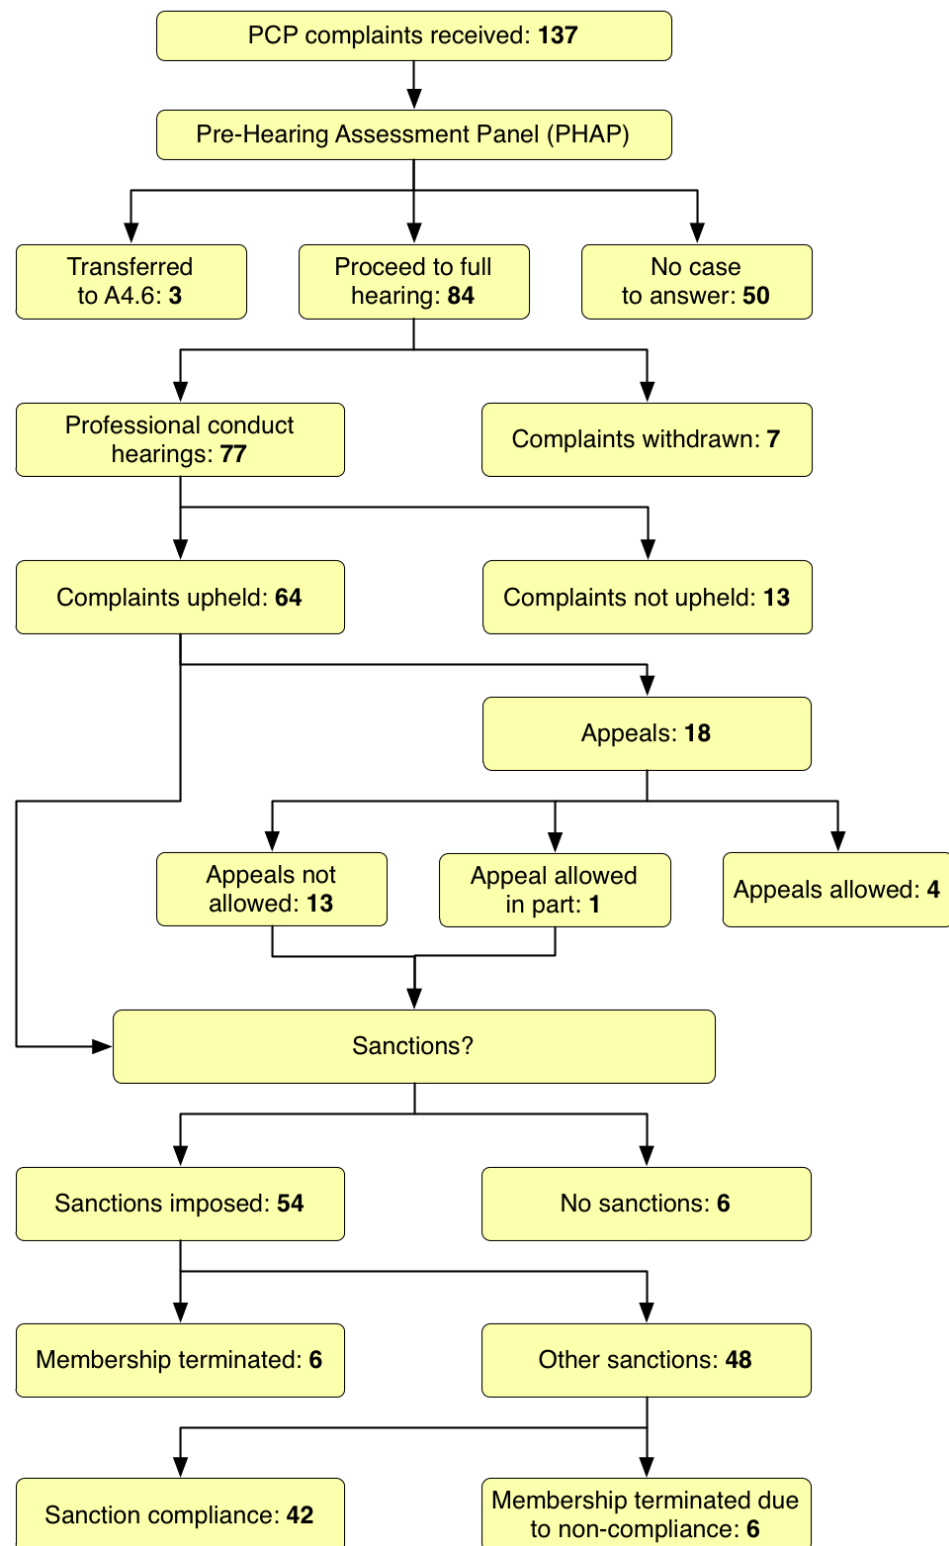 PCP complaints received: 137
Pre-Hearing Assessment Panel (PHAP)
Transferred
to A4.6: 3
Proceed to full
hearing: 84
No case
to answer: 50
Professional conduct
hearings: 77
Complaints withdrawn: 7
Complaints upheld: 64
Complaints not upheld: 13
Appeals: 18
Appeals not
allowed: 13
Appeal allowed
in part: 1
Appeals allowed: 4
Sanctions?
Sanctions imposed: 54
No sanctions: 6
Membership terminated: 6
Other sanctions: 48
Sanction compliance: 42
Membership terminated due
to non-compliance: 6